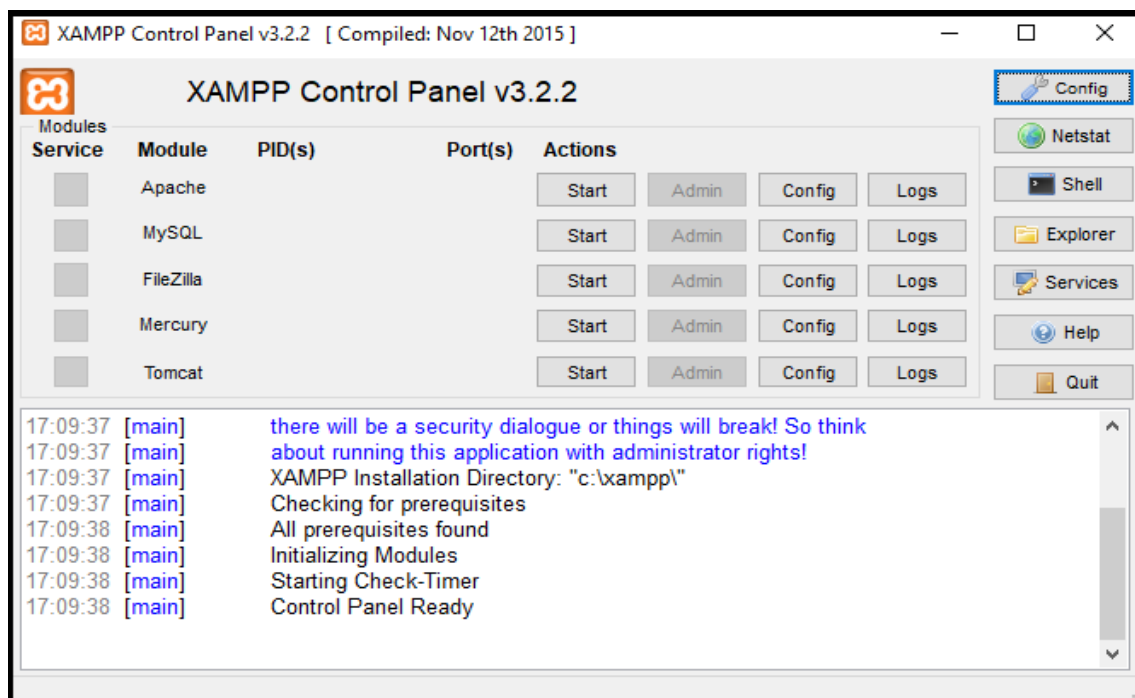 XAMPP Control Panel v3.2.2 [ Compiled: Nov 12th 2015 ]
XAMPP Control Panel v3.2.2
Config
Modules
Service Module PID(s) Port(s) Actions
Netstat
Apache Start Admin Config Logs
Shell
MySQL Start Admin Config Logs
Explorer
FileZilla Start Admin Config Logs
Services
Mercury Start Admin Config Logs
Help
Tomcat Start Admin Config Logs
Quit
17:09:37 [main] there will be a security dialogue or things will break! So think
17:09:37 [main] about running this application with administrator rights!
17:09:37 [main] XAMPP Installation Directory: "c:\xampp\"
17:09:37 [main] Checking for prerequisites
17:09:38 [main] All prerequisites found
17:09:38 [main] Initializing Modules
17:09:38 [main] Starting Check-Timer
17:09:38 [main] Control Panel Ready